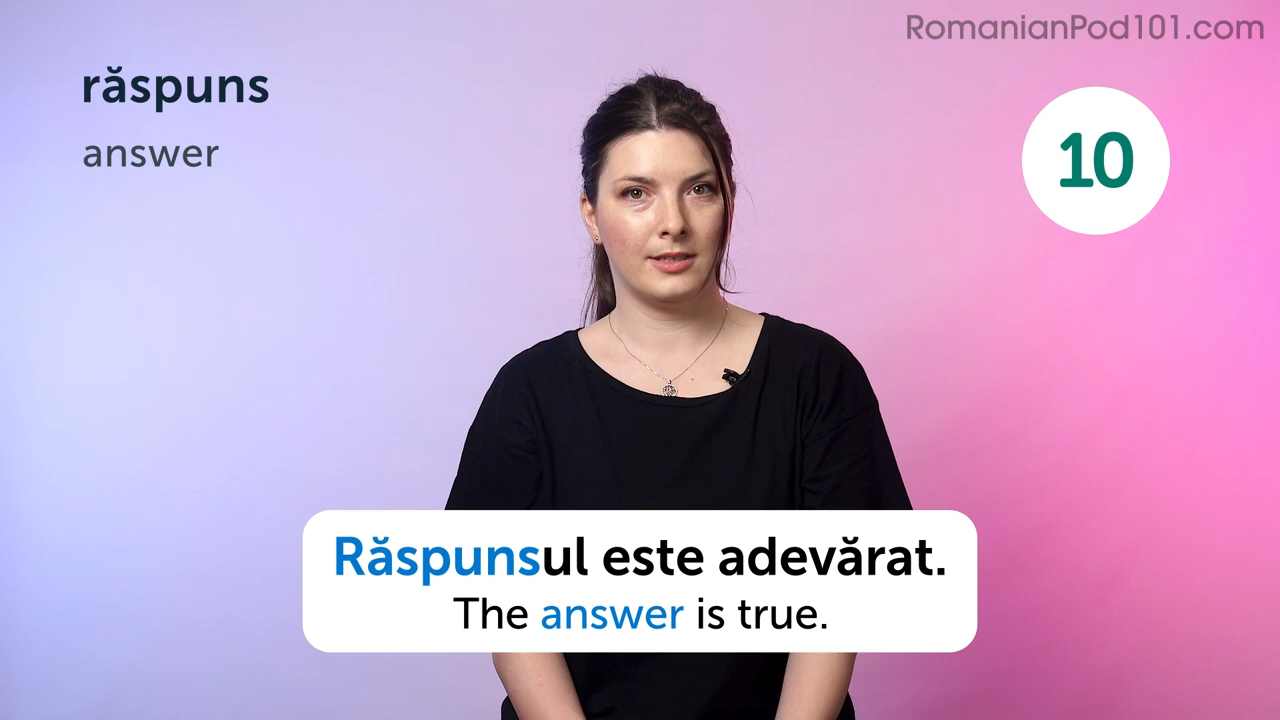 RomanianPod101.com
răspuns
answer
10
Răspunsul este adevărat.
The answer is true.